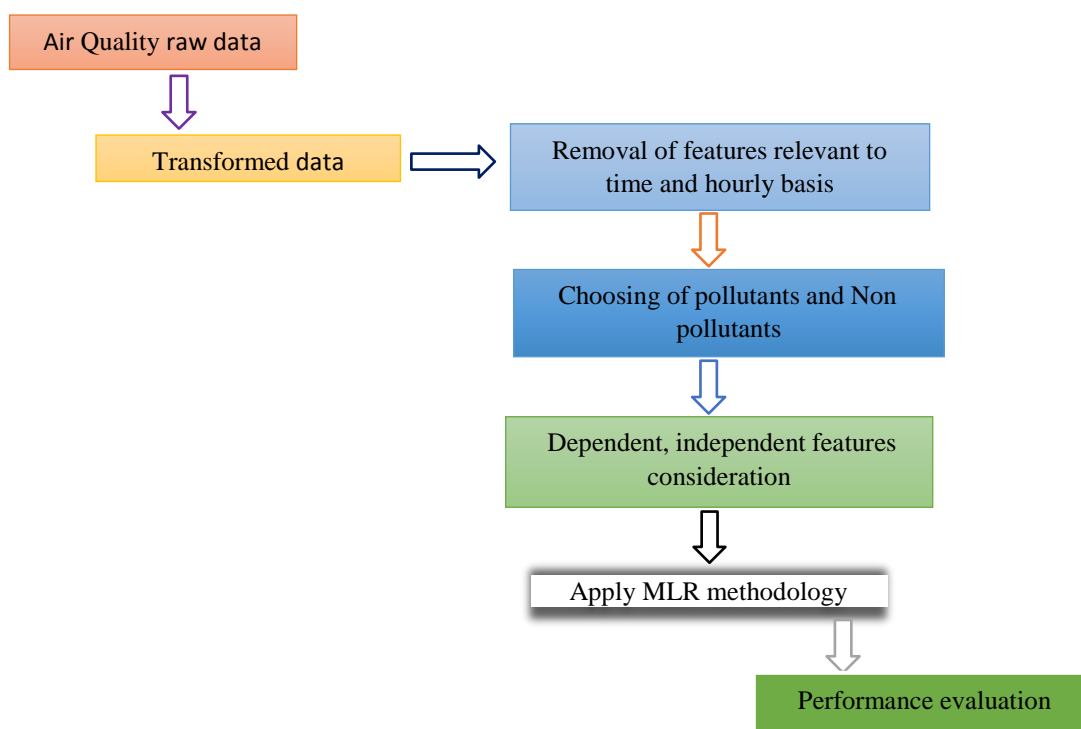 Air Quality raw data
Transformed data
Removal of features relevant to
time and hourly basis
Choosing of pollutants and Non
pollutants
Dependent, independent features
consideration
Apply MLR methodology
Performance evaluation